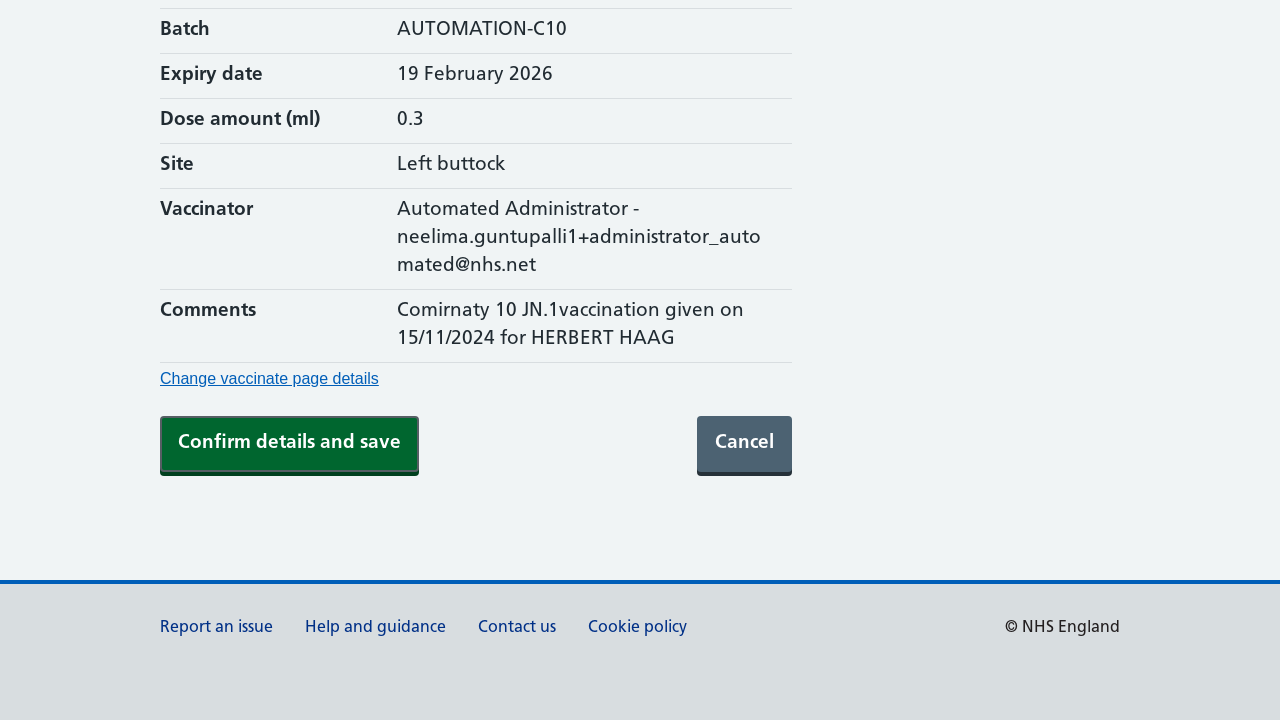 Batch AUTOMATION-C10
Expiry date 19 February 2026
Dose amount (ml) 0.3
Site Left buttock
Vaccinator Automated Administrator -
neelima.guntupalli1+administrator_auto
mated@nhs.net
Comments Comirnaty 10 JN.1vaccination given on
15/11/2024 for HERBERT HAAG
Change vaccinate page details
Confirm details and save Cancel
Report an issue Help and guidance Contact us Cookie policy © NHS England